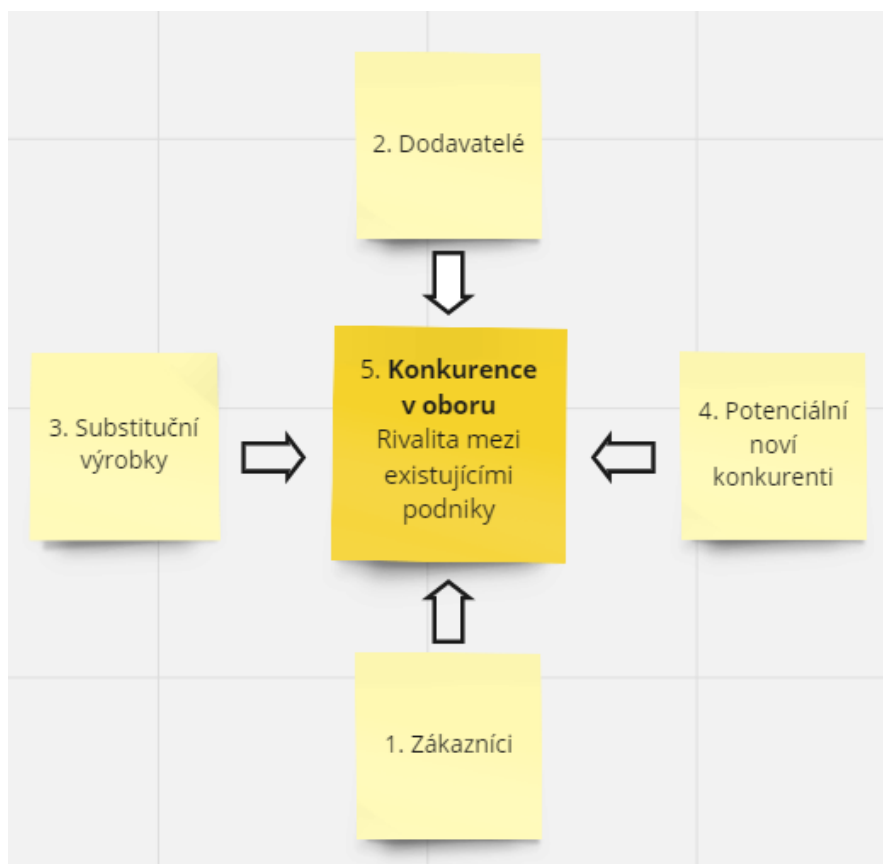 2. Dodavatelé
5. Konkurence
v oboru
Rivalita mezi
existujícími
podniky
3. Substituční
výrobky
4. Potenciální
noví
konkurenti
1. Zákazníci